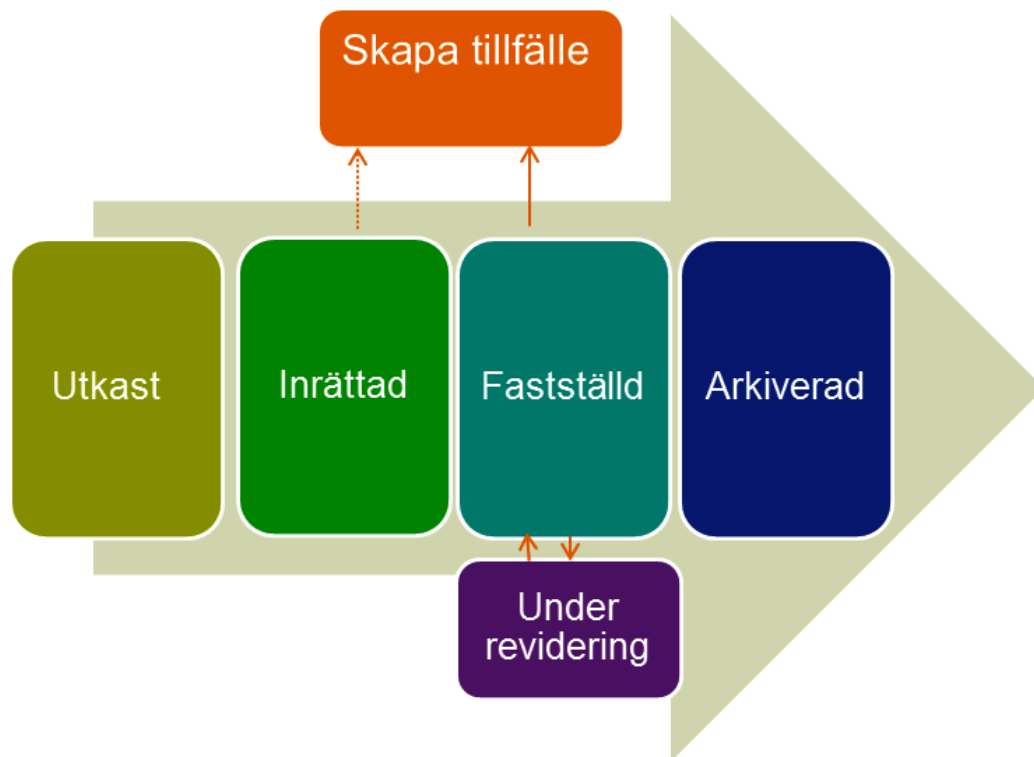 Skapa tillfälle
Utkast
Inrättad
Fastställd
Arkiverad
Under
revidering